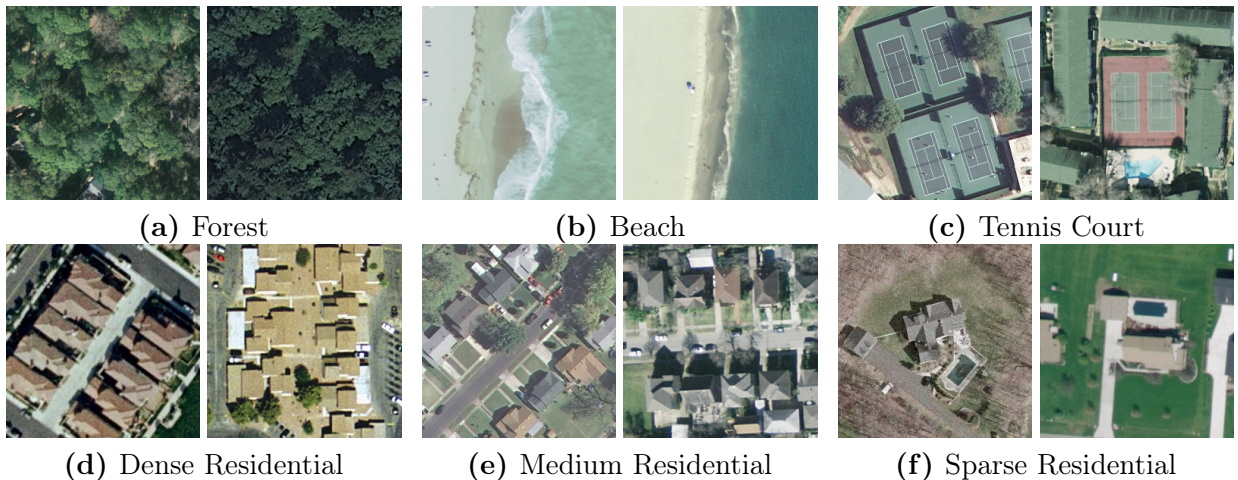 (a) Forest
(b) Beach
(c) Tennis Court
(d) Dense Residential
(e) Medium Residential
(f) Sparse Residential